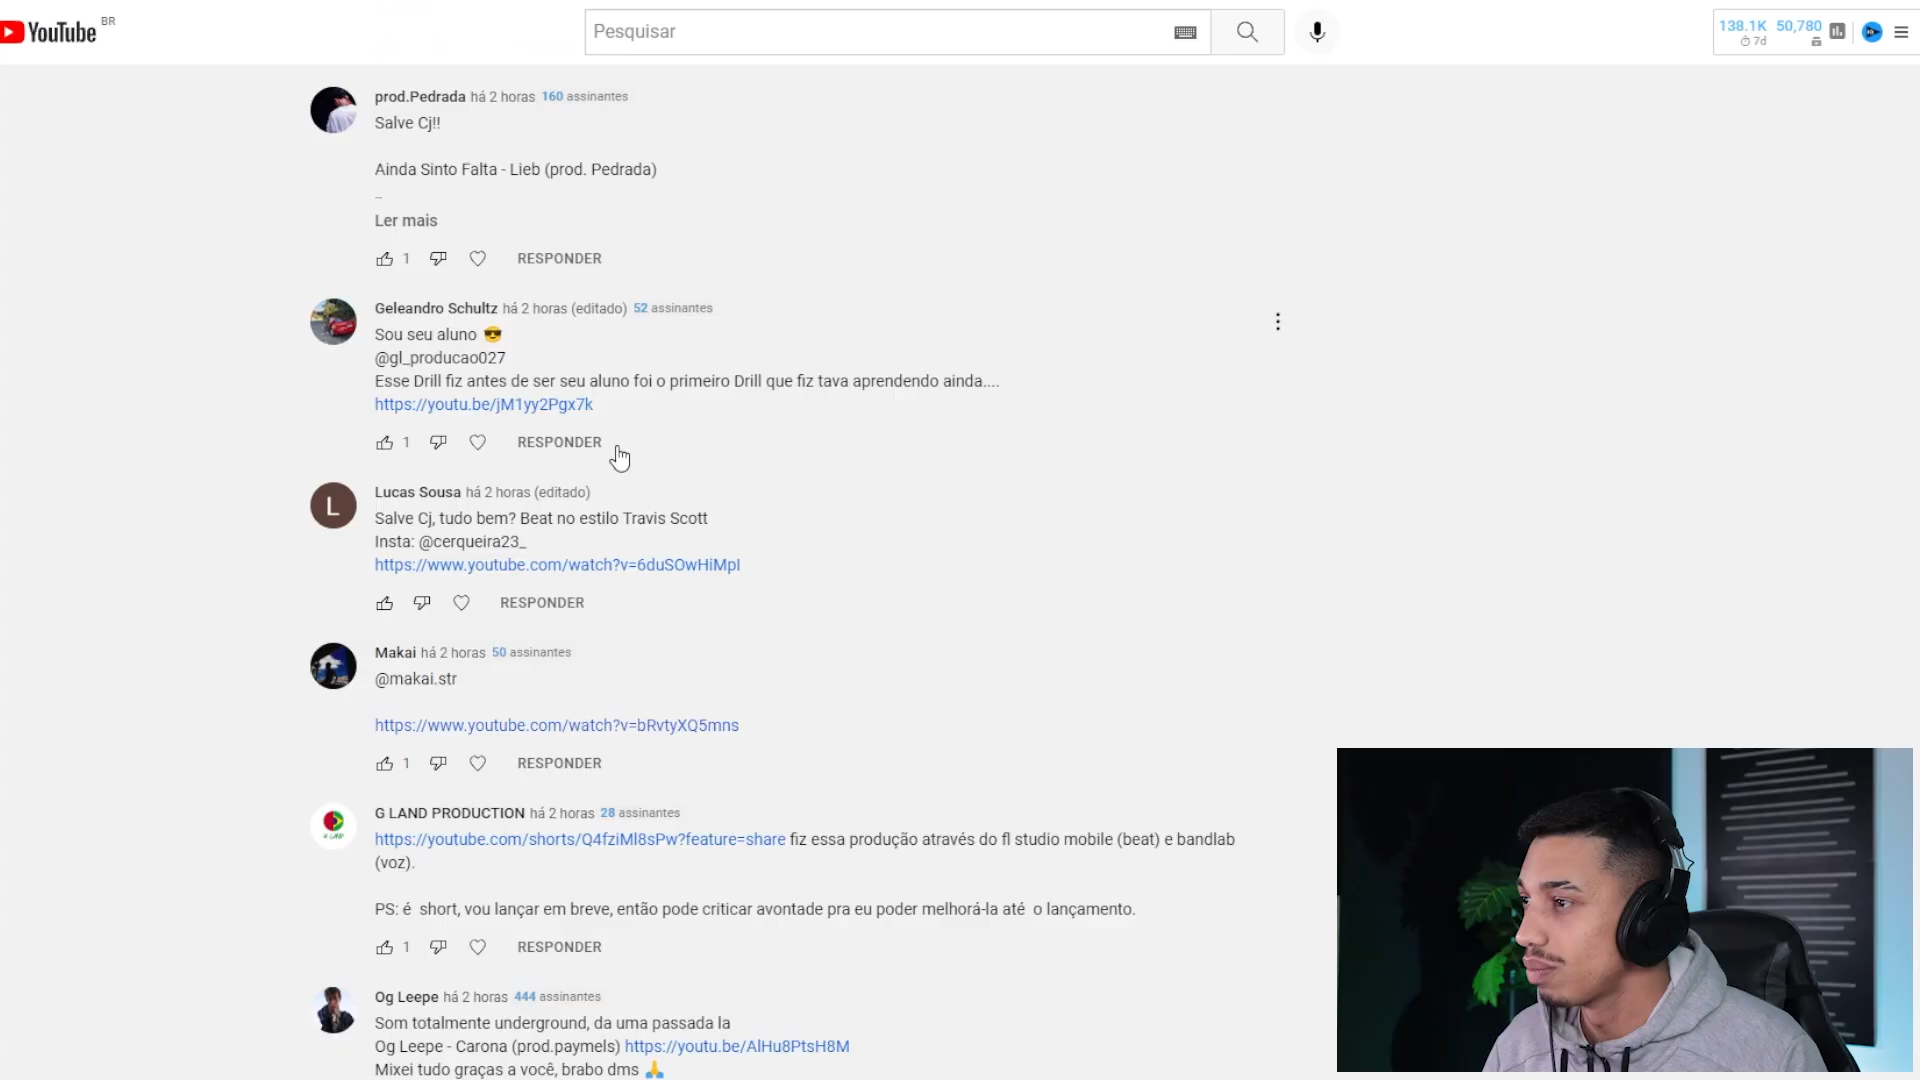 YouTube BR
Pesquisar
138.1K 50,780
7d
prod.Pedrada há 2 horas 160 assinantes
Salve Cj!!
Ainda Sinto Falta - Lieb (prod. Pedrada)
_
Ler mais
1 RESPONDER
Geleandro Schultz há 2 horas (editado) 52 assinantes
Sou seu aluno 😎
@gl_producao027
Esse Drill fiz antes de ser seu aluno foi o primeiro Drill que fiz tava aprendendo ainda....
https://youtu.be/jM1yy2Pgx7k
1 RESPONDER
L
Lucas Sousa há 2 horas (editado)
Salve Cj, tudo bem? Beat no estilo Travis Scott
Insta: @cerqueira23_
https://www.youtube.com/watch?v=6duSOwHiMpI
RESPONDER
Makai há 2 horas 50 assinantes
@makai.str
https://www.youtube.com/watch?v=bRvtyXQ5mns
1 RESPONDER
G LAND
G LAND PRODUCTION há 2 horas 28 assinantes
https://youtube.com/shorts/Q4fziMl8sPw?feature=share fiz essa produção através do fl studio mobile (beat) e bandlab
(voz).
PS: é  short, vou lançar em breve, então pode criticar avontade pra eu poder melhorá-la até  o lançamento.
1 RESPONDER
Og Leepe há 2 horas 444 assinantes
Som totalmente underground, da uma passada la
Og Leepe - Carona (prod.paymels) https://youtu.be/AlHu8PtsH8M
Mixei tudo graças a você, brabo dms 🙏